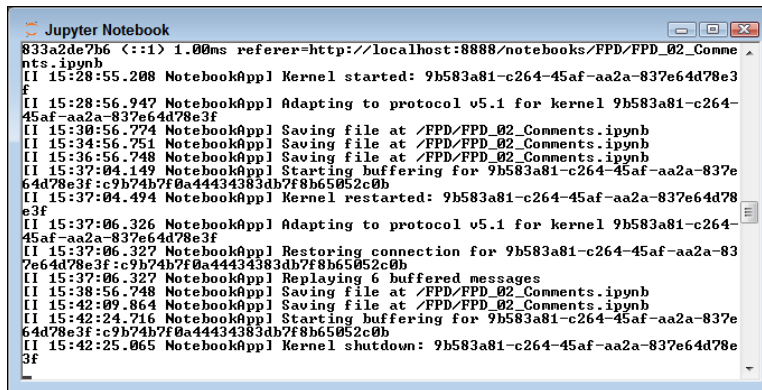 Jupyter Notebook
833a2de7b6 (::1) 1.00ms referer=http://localhost:8888/notebooks/FPD/FPD_02_Comme
nts.ipynb
[I 15:28:55.208 NotebookApp] Kernel started: 9b583a81-c264-45af-aa2a-837e64d78e3
f
[I 15:28:56.947 NotebookApp] Adapting to protocol v5.1 for kernel 9b583a81-c264-
45af-aa2a-837e64d78e3f
[I 15:30:56.774 NotebookApp] Saving file at /FPD/FPD_02_Comments.ipynb
[I 15:34:56.751 NotebookApp] Saving file at /FPD/FPD_02_Comments.ipynb
[I 15:36:56.748 NotebookApp] Saving file at /FPD/FPD_02_Comments.ipynb
[I 15:37:04.149 NotebookApp] Starting buffering for 9b583a81-c264-45af-aa2a-837e
64d78e3f:c9b74b7f0a44434383db7f8b65052c0b
[I 15:37:04.494 NotebookApp] Kernel restarted: 9b583a81-c264-45af-aa2a-837e64d78
e3f
[I 15:37:06.326 NotebookApp] Adapting to protocol v5.1 for kernel 9b583a81-c264-
45af-aa2a-837e64d78e3f
[I 15:37:06.327 NotebookApp] Restoring connection for 9b583a81-c264-45af-aa2a-83
7e64d78e3f:c9b74b7f0a44434383db7f8b65052c0b
[I 15:37:06.327 NotebookApp] Replaying 6 buffered messages
[I 15:38:56.748 NotebookApp] Saving file at /FPD/FPD_02_Comments.ipynb
[I 15:42:09.864 NotebookApp] Saving file at /FPD/FPD_02_Comments.ipynb
[I 15:42:24.716 NotebookApp] Starting buffering for 9b583a81-c264-45af-aa2a-837e
64d78e3f:c9b74b7f0a44434383db7f8b65052c0b
[I 15:42:25.065 NotebookApp] Kernel shutdown: 9b583a81-c264-45af-aa2a-837e64d78e
3f